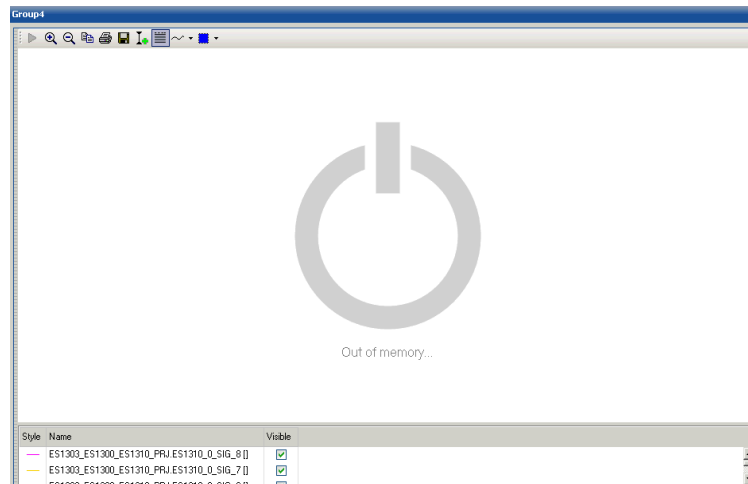 Group4
Out of memory...
Style Name Visible
ES1303_ES1300_ES1310_PRJ.ES1310_0_SIG_8 []
ES1303_ES1300_ES1310_PRJ.ES1310_0_SIG_7 []